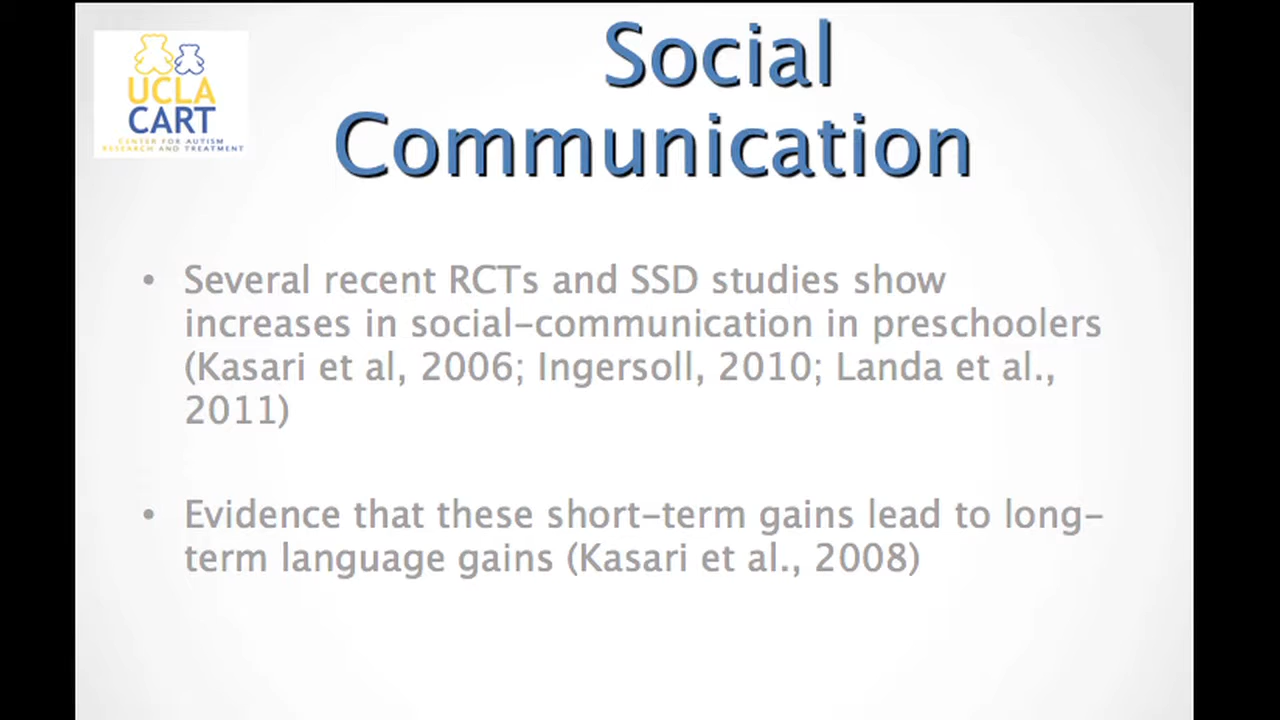 UCLA
CART
CENTER FOR AUTISM
RESEARCH AND TREATMENT
Social
Communication
• Several recent RCTs and SSD studies show
increases in social-communication in preschoolers
(Kasari et al, 2006; Ingersoll, 2010; Landa et al.,
2011)
• Evidence that these short-term gains lead to long-
term language gains (Kasari et al., 2008)